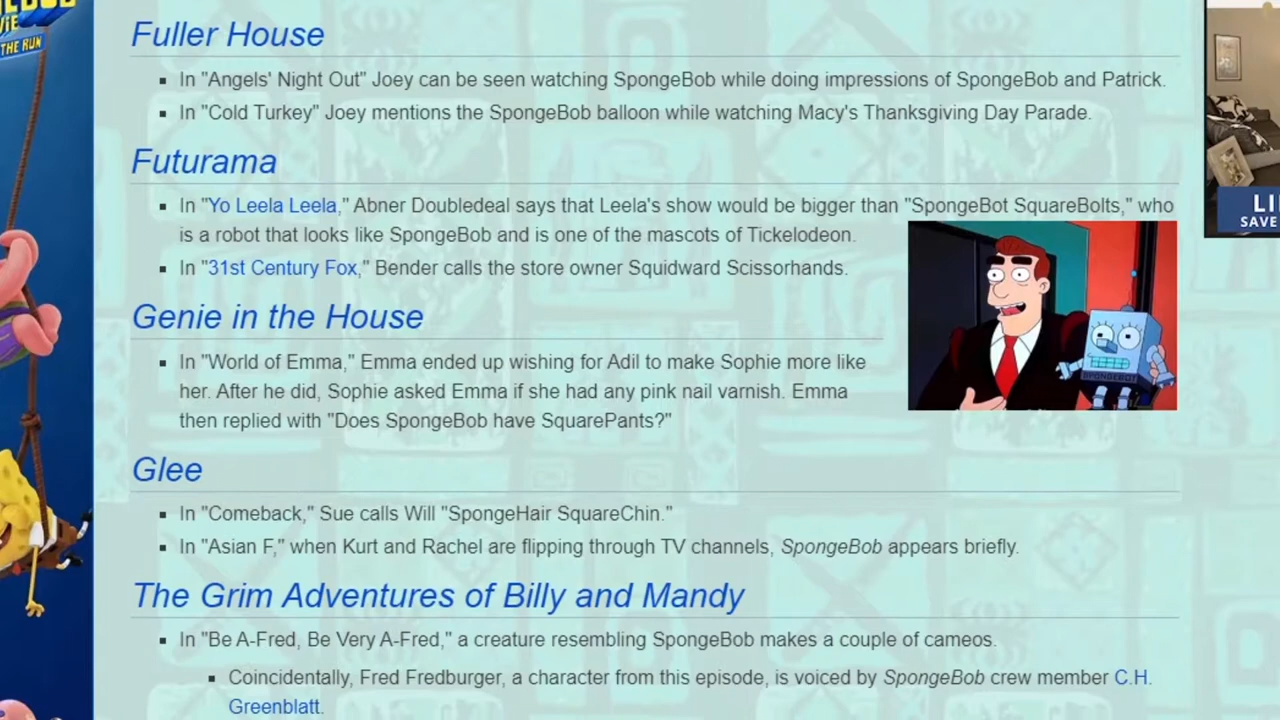 VIE
THE RUN
Fuller House
In "Angels' Night Out" Joey can be seen watching SpongeBob while doing impressions of SpongeBob and Patrick.
In "Cold Turkey" Joey mentions the SpongeBob balloon while watching Macy's Thanksgiving Day Parade.
Futurama
In "Yo Leela Leela," Abner Doubledeal says that Leela's show would be bigger than "SpongeBot SquareBolts," who
is a robot that looks like SpongeBob and is one of the mascots of Tickelodeon.
In "31st Century Fox," Bender calls the store owner Squidward Scissorhands.
SPONGEBOT
Genie in the House
In "World of Emma," Emma ended up wishing for Adil to make Sophie more like
her. After he did, Sophie asked Emma if she had any pink nail varnish. Emma
then replied with "Does SpongeBob have SquarePants?"
Glee
In "Comeback," Sue calls Will "SpongeHair SquareChin."
In "Asian F," when Kurt and Rachel are flipping through TV channels, SpongeBob appears briefly.
The Grim Adventures of Billy and Mandy
In "Be A-Fred, Be Very A-Fred," a creature resembling SpongeBob makes a couple of cameos.
Coincidentally, Fred Fredburger, a character from this episode, is voiced by SpongeBob crew member C.H.
Greenblatt.
LI
SAVE